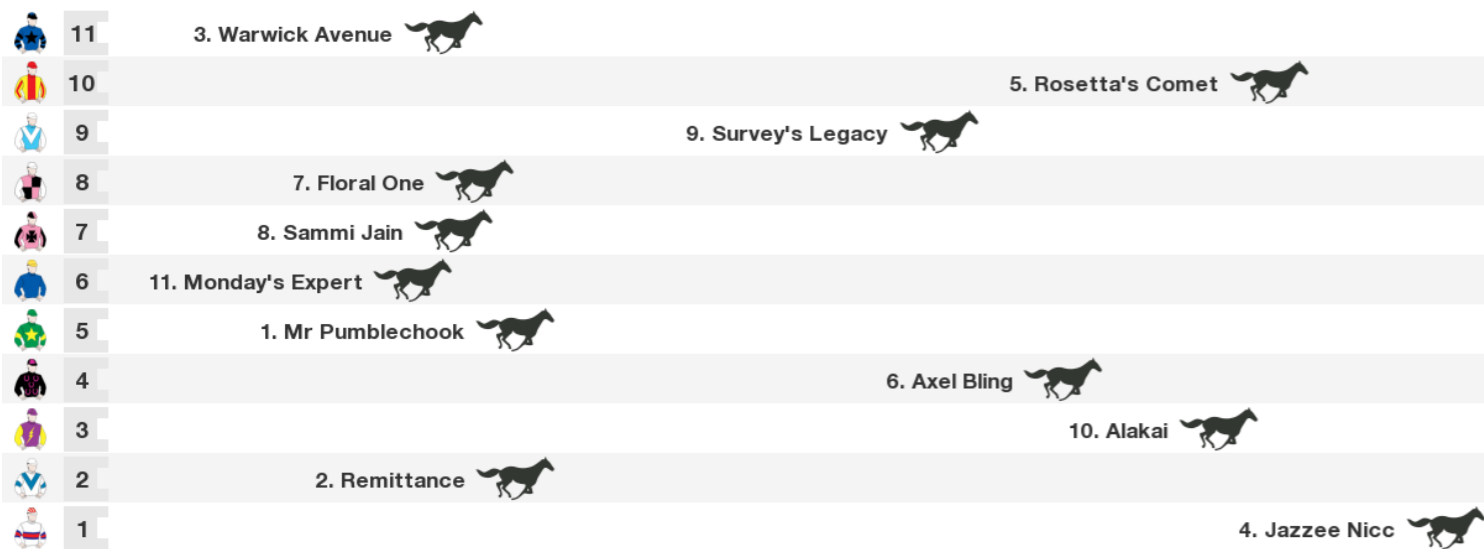 11 3. Warwick Avenue
10 5. Rosetta's Comet
9 9. Survey's Legacy
8 7. Floral One
7 8. Sammi Jain
6 11. Monday's Expert
5 1. Mr Pumblechook
4 6. Axel Bling
3 10. Alakai
2 2. Remittance
1 4. Jazzee Nicc